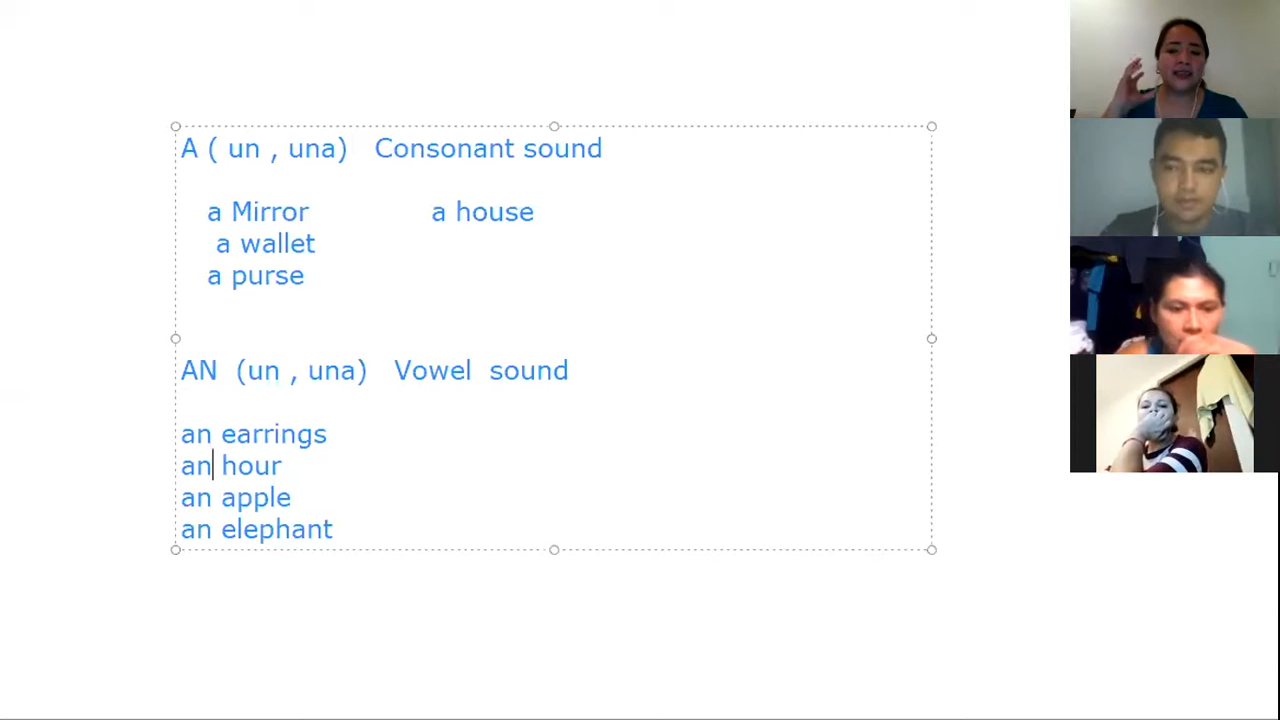 A ( un , una) Consonant sound
a Mirror a house
a wallet
a purse
AN (un , una) Vowel sound
an earrings
an hour
an apple
an elephant